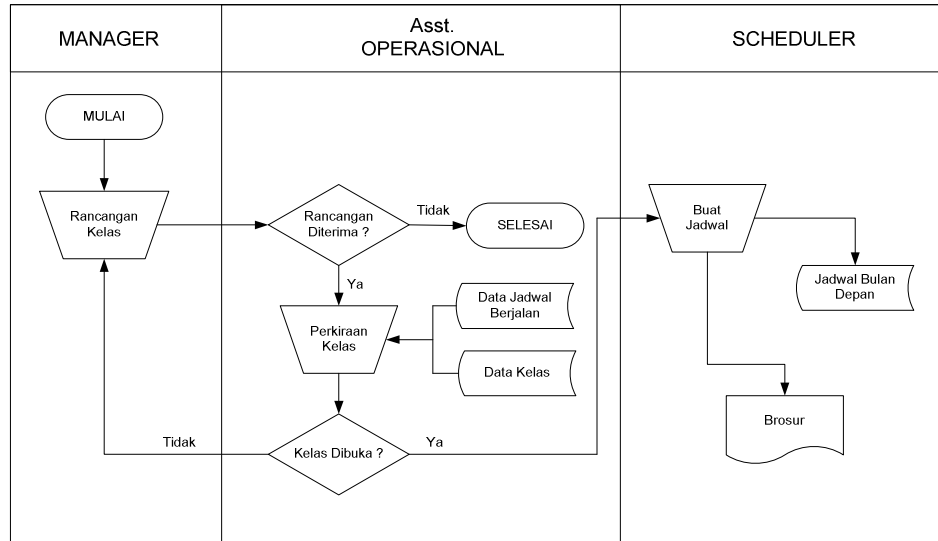 MANAGER
Asst.
OPERASIONAL
SCHEDULER
MULAI
Rancangan
Kelas
Rancangan
Diterima ?
Tidak
SELESAI
Buat
Jadwal
Ya
Jadwal Bulan
Depan
Perkiraan
Kelas
Data Jadwal
Berjalan
Data Kelas
Tidak
Kelas Dibuka ?
Ya
Brosur